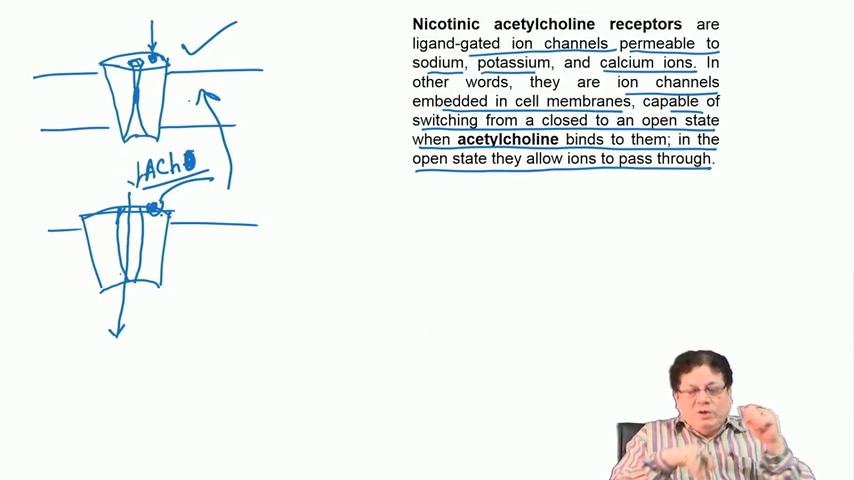 Nicotinic acetylcholine receptors are
ligand-gated ion channels permeable to
sodium, potassium, and calcium ions. In
other words, they are ion channels
embedded in cell membranes, capable of
switching from a closed to an open state
when acetylcholine binds to them; in the
open state they allow ions to pass through.
ACh